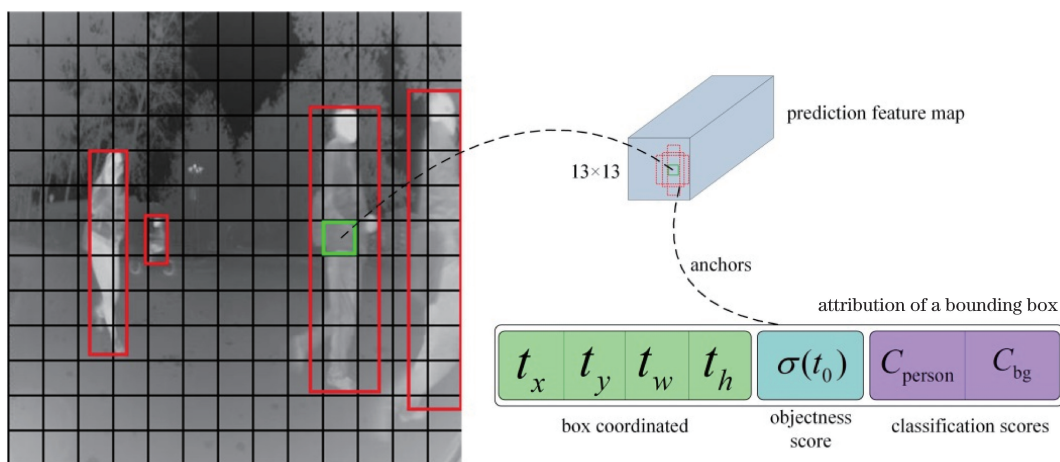 prediction feature map
13×13
anchors
attribution of a bounding box
t_x t_y t_w t_h σ(t_0) C_person C_bg
box coordinated
objectness
score
classification scores